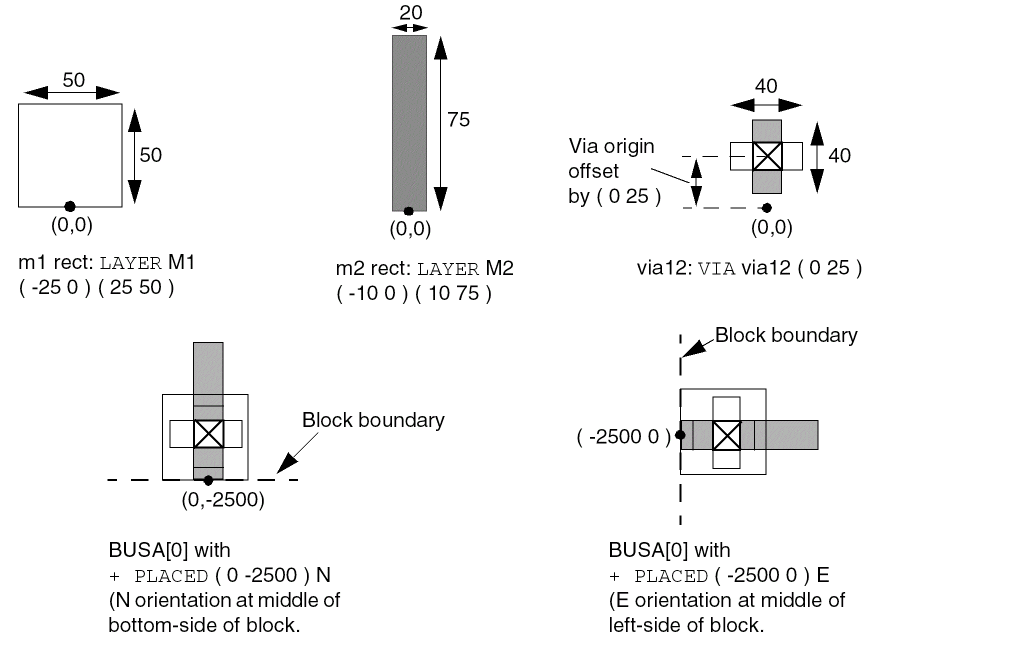 20
50
50
75
40
40
Via origin
offset
by ( 0 25 )
(0,0)
(0,0)
(0,0)
m1 rect: LAYER M1
( -25 0 ) ( 25 50 )
m2 rect: LAYER M2
( -10 0 ) ( 10 75 )
via12: VIA via12 ( 0 25 )
Block boundary
(0,-2500)
Block boundary
( -2500 0 )
BUSA[0] with
+ PLACED ( 0 -2500 ) N
(N orientation at middle of
bottom-side of block.
BUSA[0] with
+ PLACED ( -2500 0 ) E
(E orientation at middle of
left-side of block.